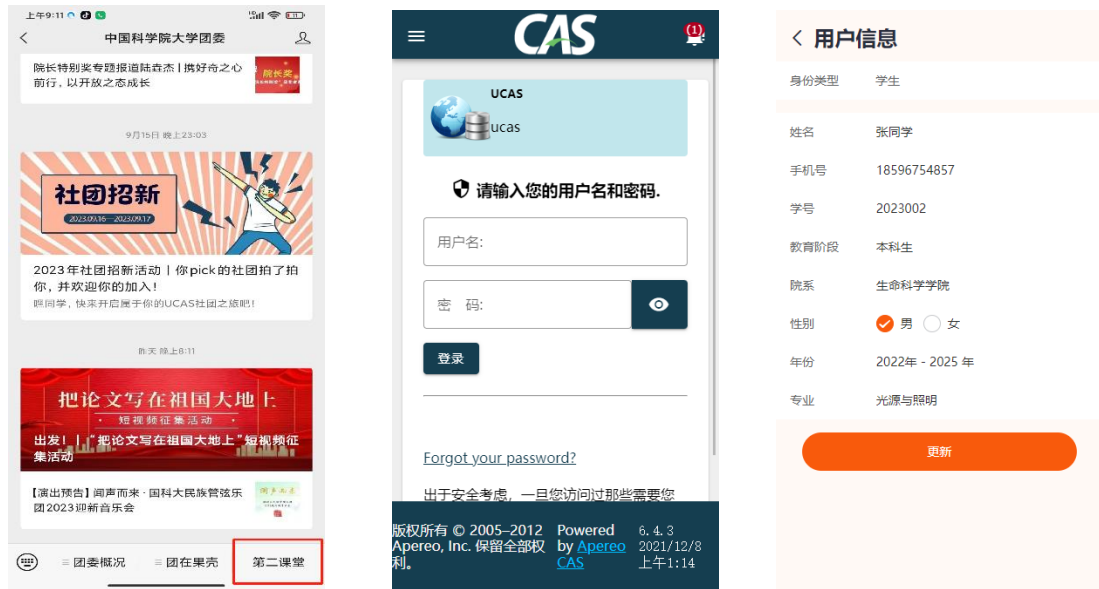 上午9:11
中国科学院大学团委
院长特别奖专题报道陆垚杰 | 携好奇之心
前行，以开放之态成长
院长奖
9月15日 晚上23:03
社团招新
2023.09.16—2023.09.17
2023年社团招新活动 | 你pick的社团拍了拍
你，并欢迎你的加入!
嘿同学，快来开启属于你的UCAS社团之旅吧!
昨天 晚上8:11
把论文写在祖国大地上
· 短视频征集活动 ·
出发! | “把论文写在祖国大地上”短视频征
集活动
【演出预告】闻声而来·国科大民族管弦乐
团2023迎新音乐会
团委概况
团在果壳
第二课堂
CAS
(1)
UCAS
ucas
请输入您的用户名和密码.
用户名:
密 码:
登录
Forgot your password?
出于安全考虑，一旦您访问过那些需要您
版权所有 © 2005–2012
Apereo, Inc. 保留全部权
利。
Powered
by Apereo
CAS
6.4.3
2021/12/8
上午1:14
用户信息
身份类型 学生
姓名 张同学
手机号 18596754857
学号 2023002
教育阶段 本科生
院系 生命科学学院
性别 男 女
年份 2022年 - 2025 年
专业 光源与照明
更新